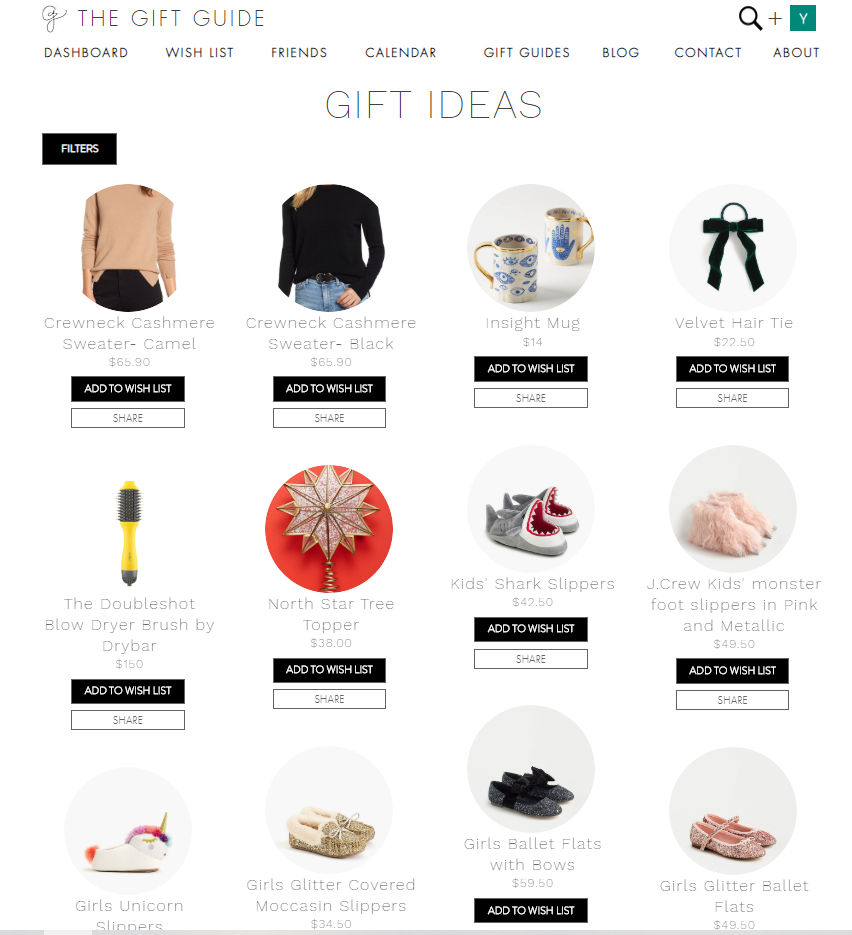 THE GIFT GUIDE
+ Y
DASHBOARD WISH LIST FRIENDS CALENDAR GIFT GUIDES BLOG CONTACT ABOUT
GIFT IDEAS
FILTERS
Crewneck Cashmere
Sweater- Camel
$65.90
ADD TO WISH LIST
SHARE
Crewneck Cashmere
Sweater- Black
$65.90
ADD TO WISH LIST
SHARE
Insight Mug
$14
ADD TO WISH LIST
SHARE
Velvet Hair Tie
$22.50
ADD TO WISH LIST
SHARE
The Doubleshot
Blow Dryer Brush by
Drybar
$150
ADD TO WISH LIST
SHARE
North Star Tree
Topper
$38.00
ADD TO WISH LIST
SHARE
Kids' Shark Slippers
$42.50
ADD TO WISH LIST
SHARE
J.Crew Kids' monster
foot slippers in Pink
and Metallic
$49.50
ADD TO WISH LIST
SHARE
Girls Unicorn
Slippers
Girls Glitter Covered
Moccasin Slippers
$34.50
Girls Ballet Flats
with Bows
$59.50
ADD TO WISH LIST
Girls Glitter Ballet
Flats
$49.50